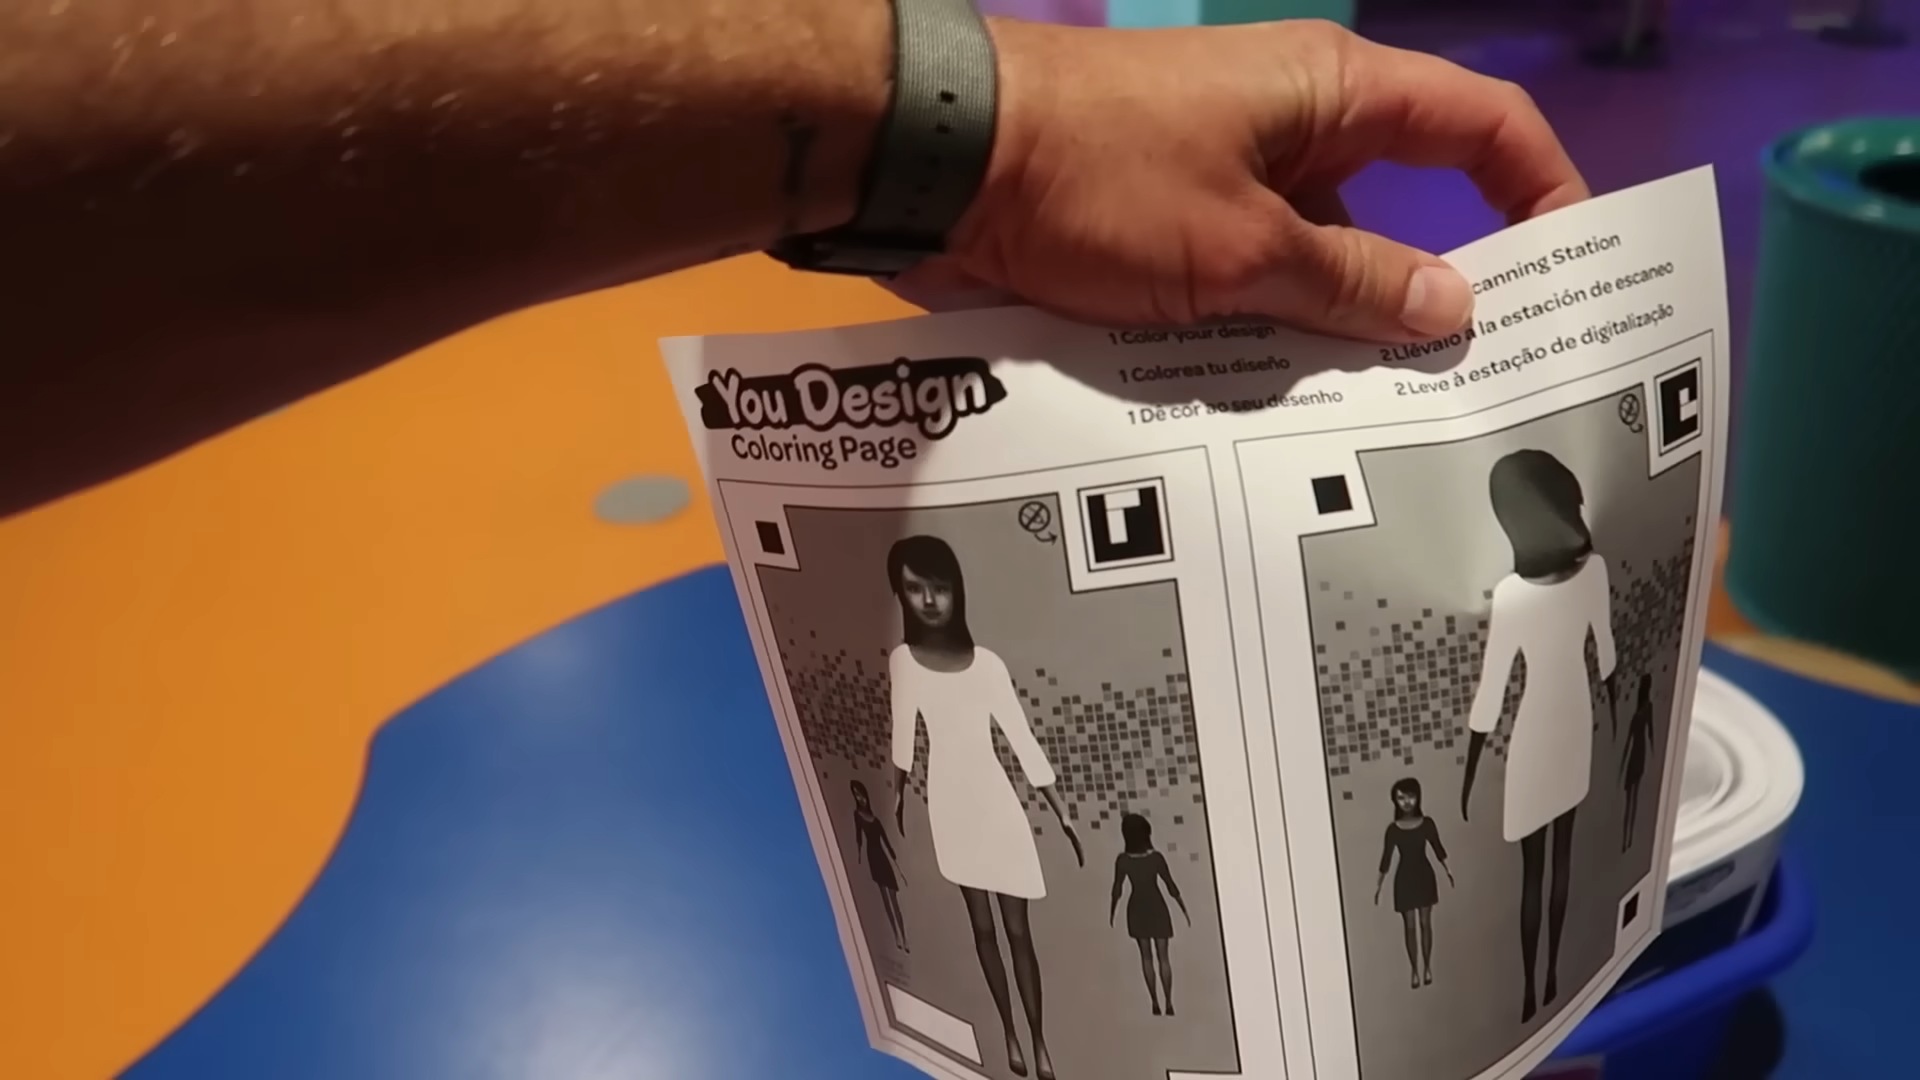 You Design
Coloring Page
1 Color your design
1 Colorea tu diseño
1 Dê cor ao seu desenho
canning Station
2 Llévalo a la estación de escaneo
2 Leve à estação de digitalização